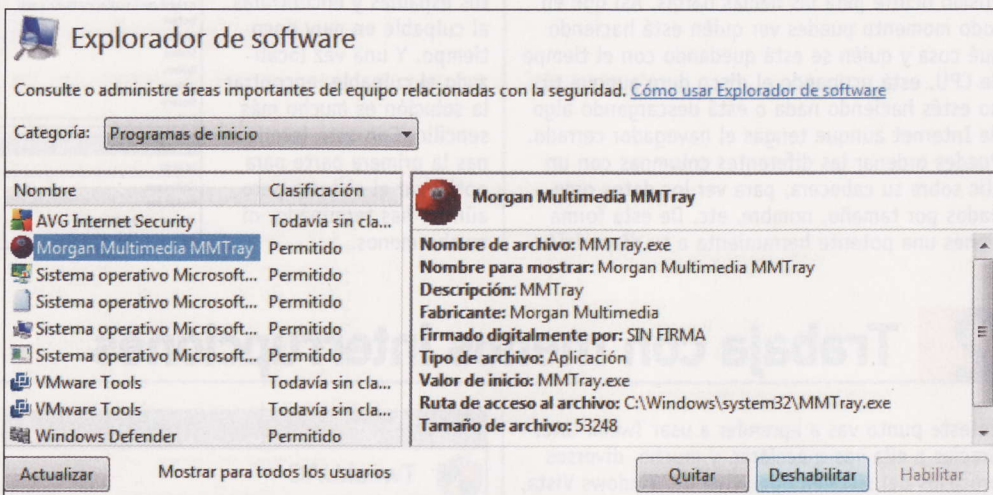 Explorador de software
Consulte o administre áreas importantes del equipo relacionadas con la seguridad. Cómo usar Explorador de software
Categoría: Programas de inicio
Nombre Clasificación
AVG Internet Security Todavía sin cla...
Morgan Multimedia MMTray Permitido
Sistema operativo Microsoft... Permitido
Sistema operativo Microsoft... Permitido
Sistema operativo Microsoft... Permitido
Sistema operativo Microsoft... Permitido
VMware Tools Todavía sin cla...
VMware Tools Todavía sin cla...
Windows Defender Permitido
Morgan Multimedia MMTray
Nombre de archivo: MMTray.exe
Nombre para mostrar: Morgan Multimedia MMTray
Descripción: MMTray
Fabricante: Morgan Multimedia
Firmado digitalmente por: SIN FIRMA
Tipo de archivo: Aplicación
Valor de inicio: MMTray.exe
Ruta de acceso al archivo: C:\Windows\system32\MMTray.exe
Tamaño de archivo: 53248
Actualizar Mostrar para todos los usuarios Quitar Deshabilitar Habilitar